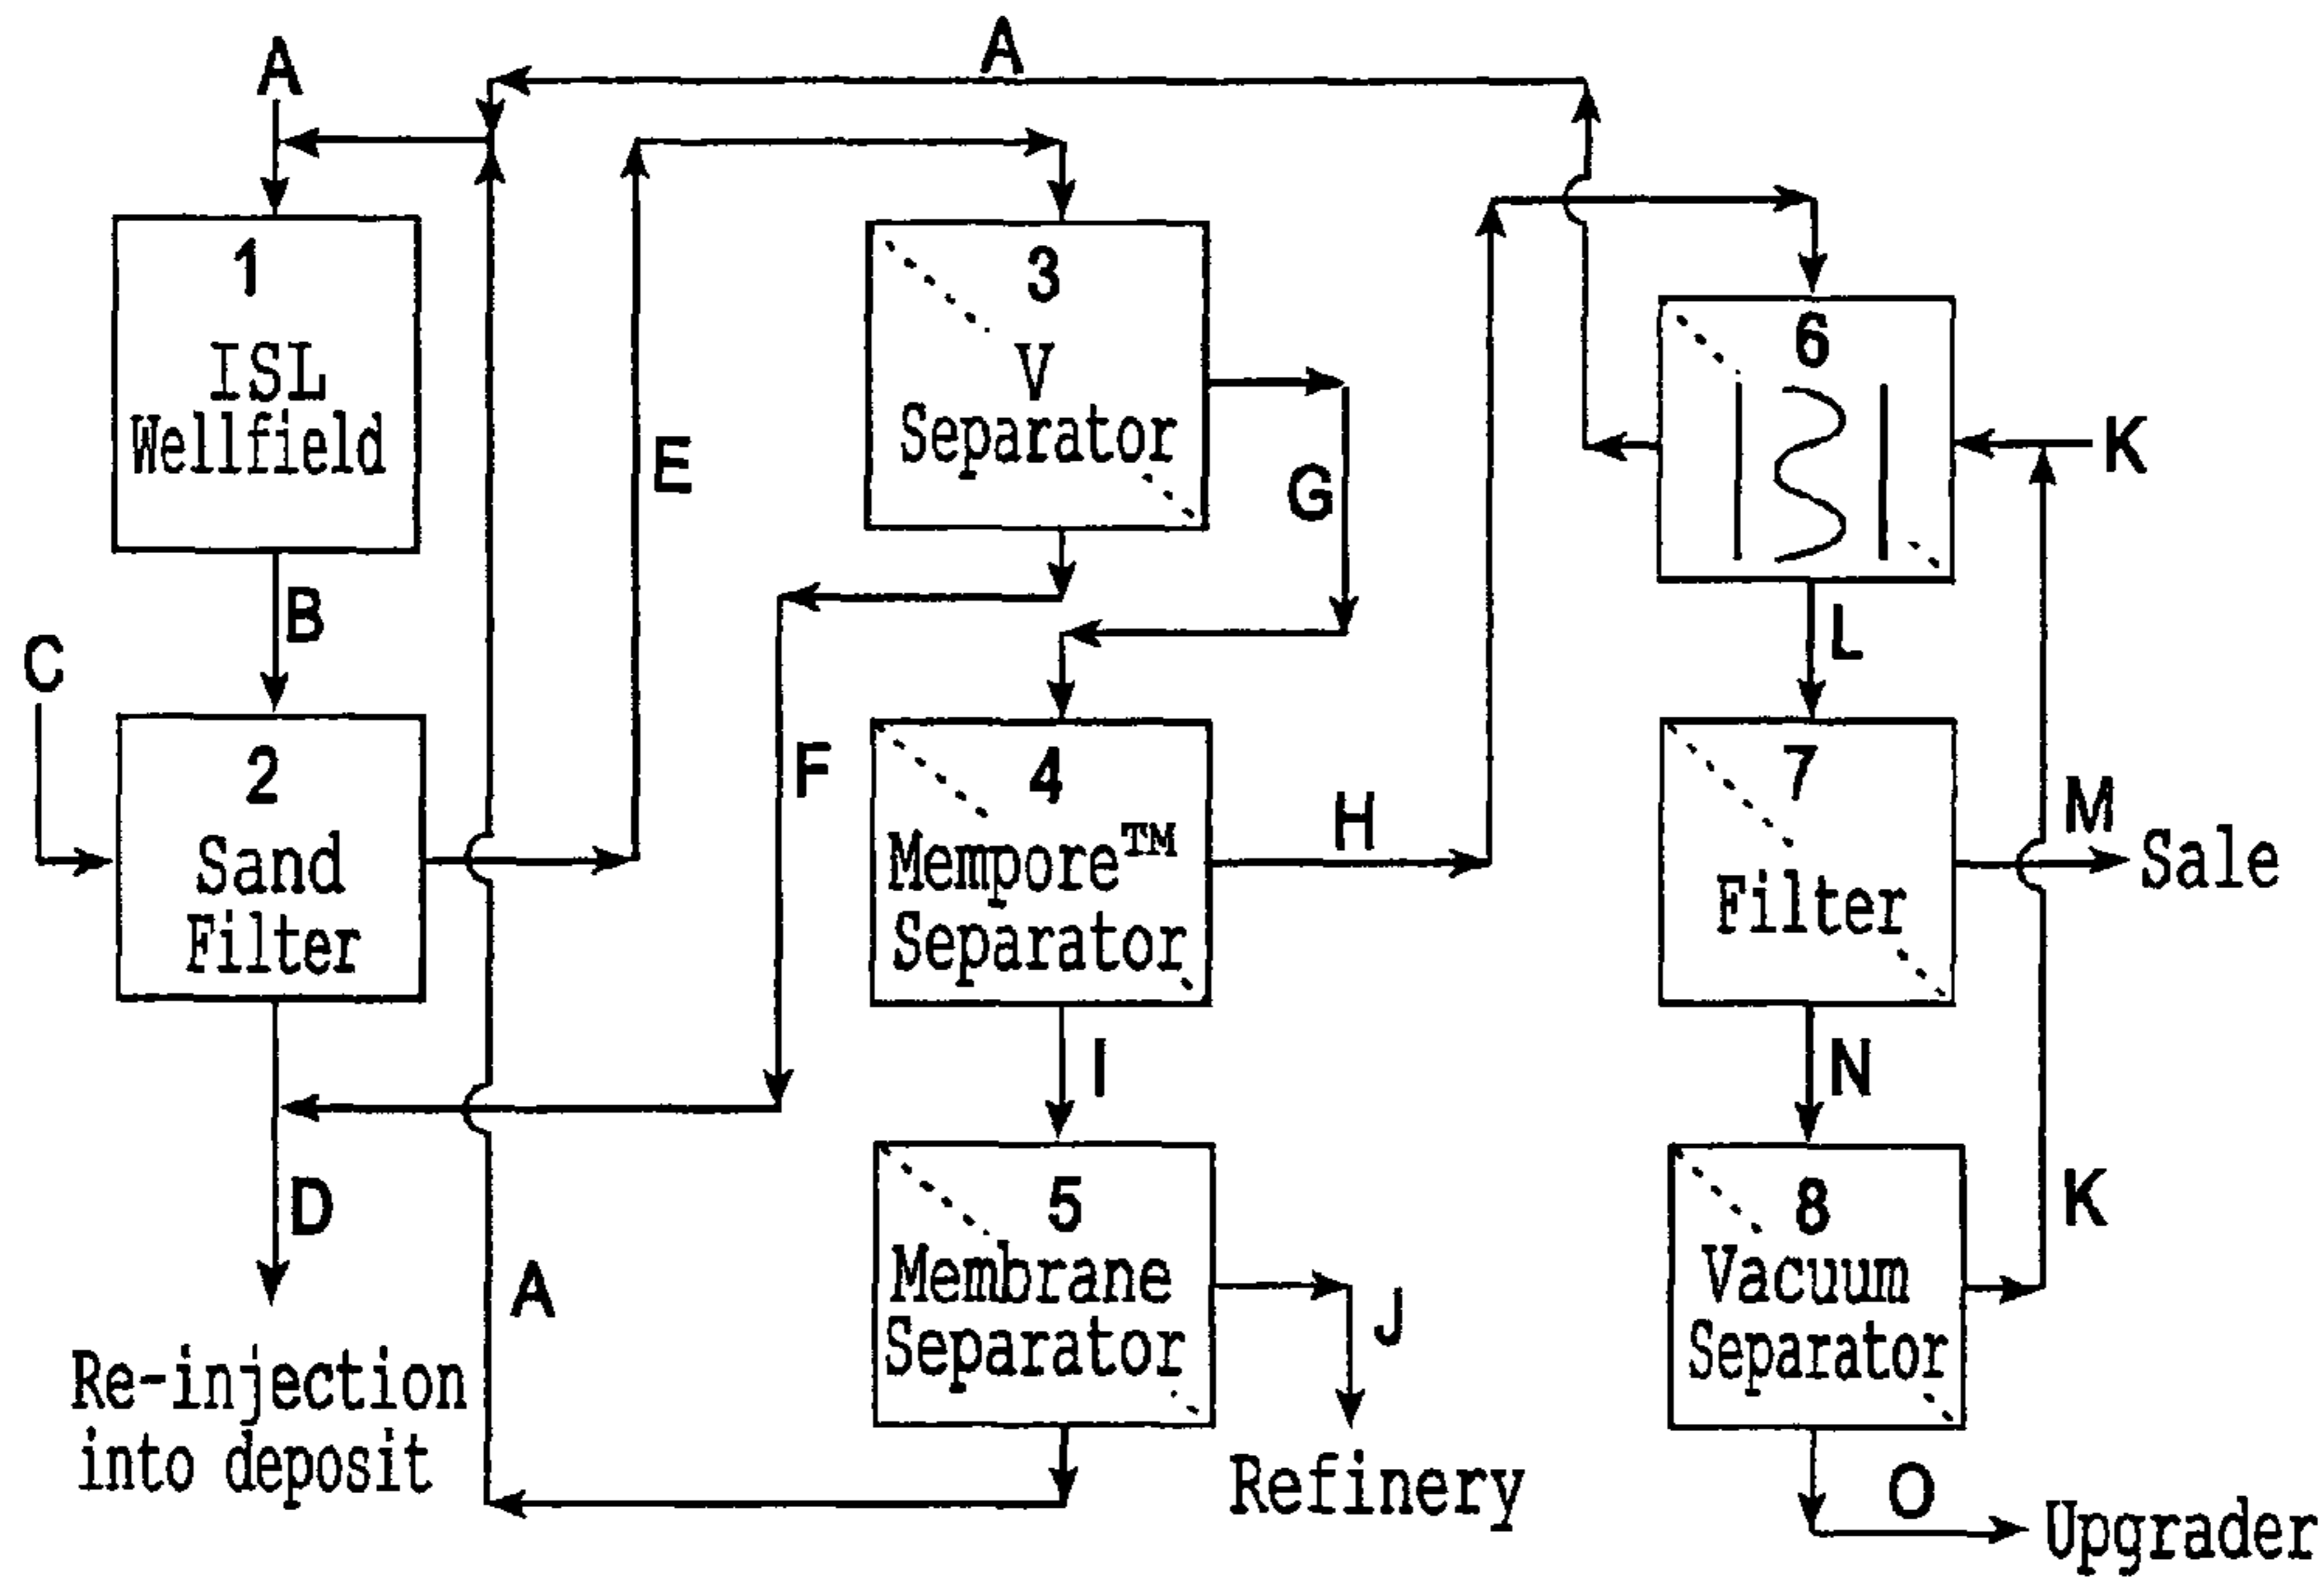 A
A
1
ISL
Wellfield
3
V
Separator
6
K
E
G
B
L
C
2
Sand
Filter
F
4
Mempore™
Separator
H
7
Filter
M
Sale
I
N
D
A
5
Membrane
Separator
J
8
Vacuum
Separator
K
Re-injection
into deposit
Refinery
O
Upgrader